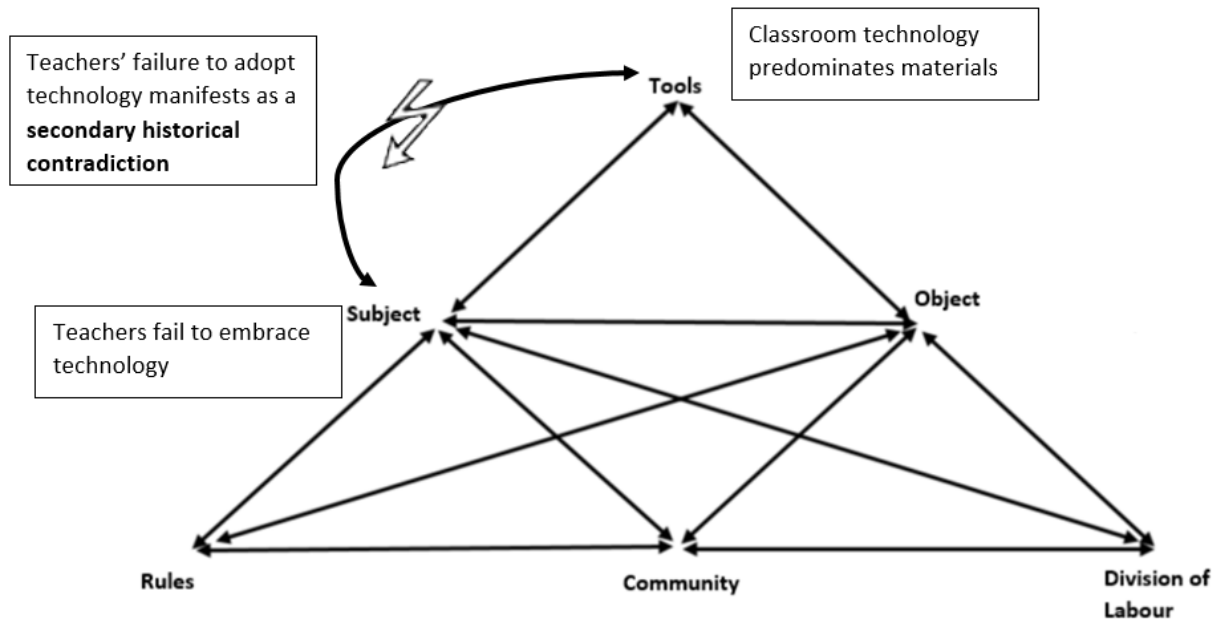 Classroom technology
predominates materials
Teachers’ failure to adopt
technology manifests as a
secondary historical
contradiction
Tools
Object
Subject
Teachers fail to embrace
technology
Rules
Community
Division of
Labour